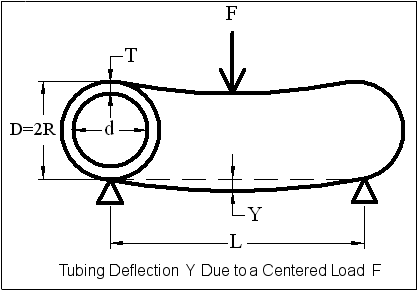 F
T
D=2R
d
Y
L
Tubing Deflection Y Due to a Centered Load F